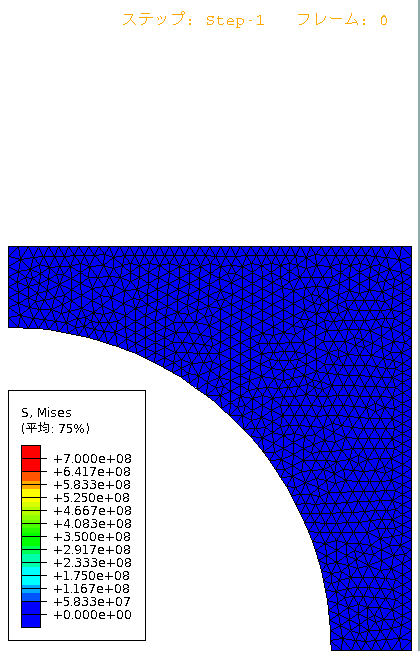 ステップ: Step-1 フレーム: 0
S, Mises
(平均: 75%)
+7.000e+08
+6.417e+08
+5.833e+08
+5.250e+08
+4.667e+08
+4.083e+08
+3.500e+08
+2.917e+08
+2.333e+08
+1.750e+08
+1.167e+08
+5.833e+07
+0.000e+00